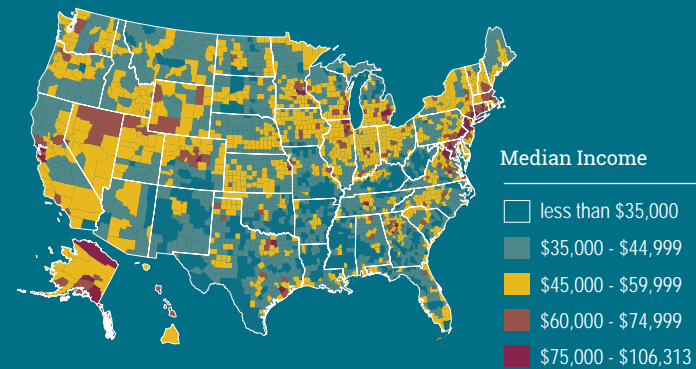 Median Income
less than $35,000
$35,000 - $44,999
$45,000 - $59,999
$60,000 - $74,999
$75,000 - $106,313